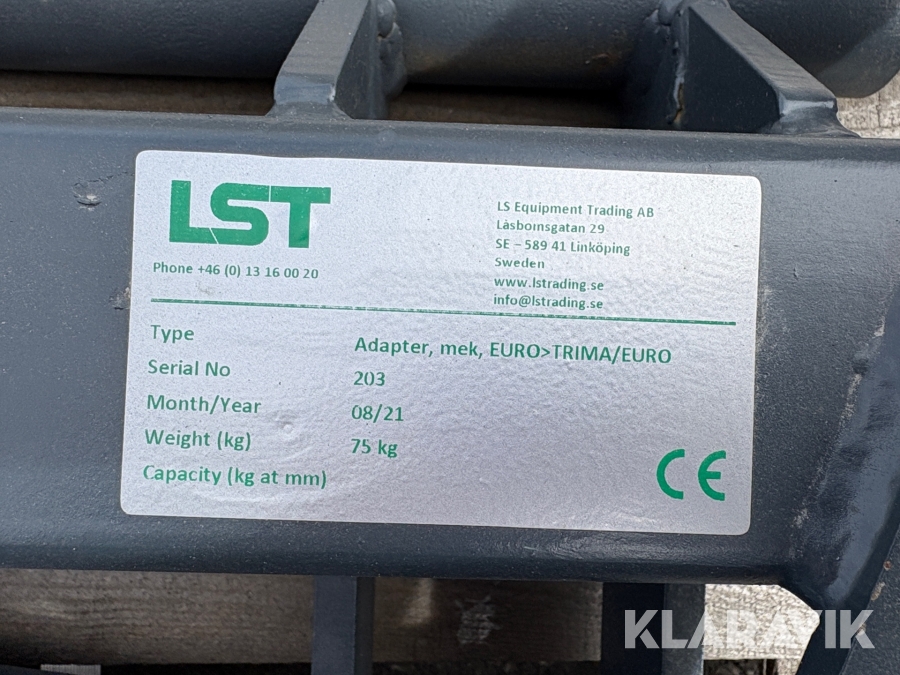 LST
Phone +46 (0) 13 16 00 20
LS Equipment Trading AB
Låsbomsgatan 29
SE – 589 41 Linköping
Sweden
www.lstrading.se
info@lstrading.se
Type Adapter, mek, EURO>TRIMA/EURO
Serial No 203
Month/Year 08/21
Weight (kg) 75 kg
Capacity (kg at mm)
CE
KLARAVIK